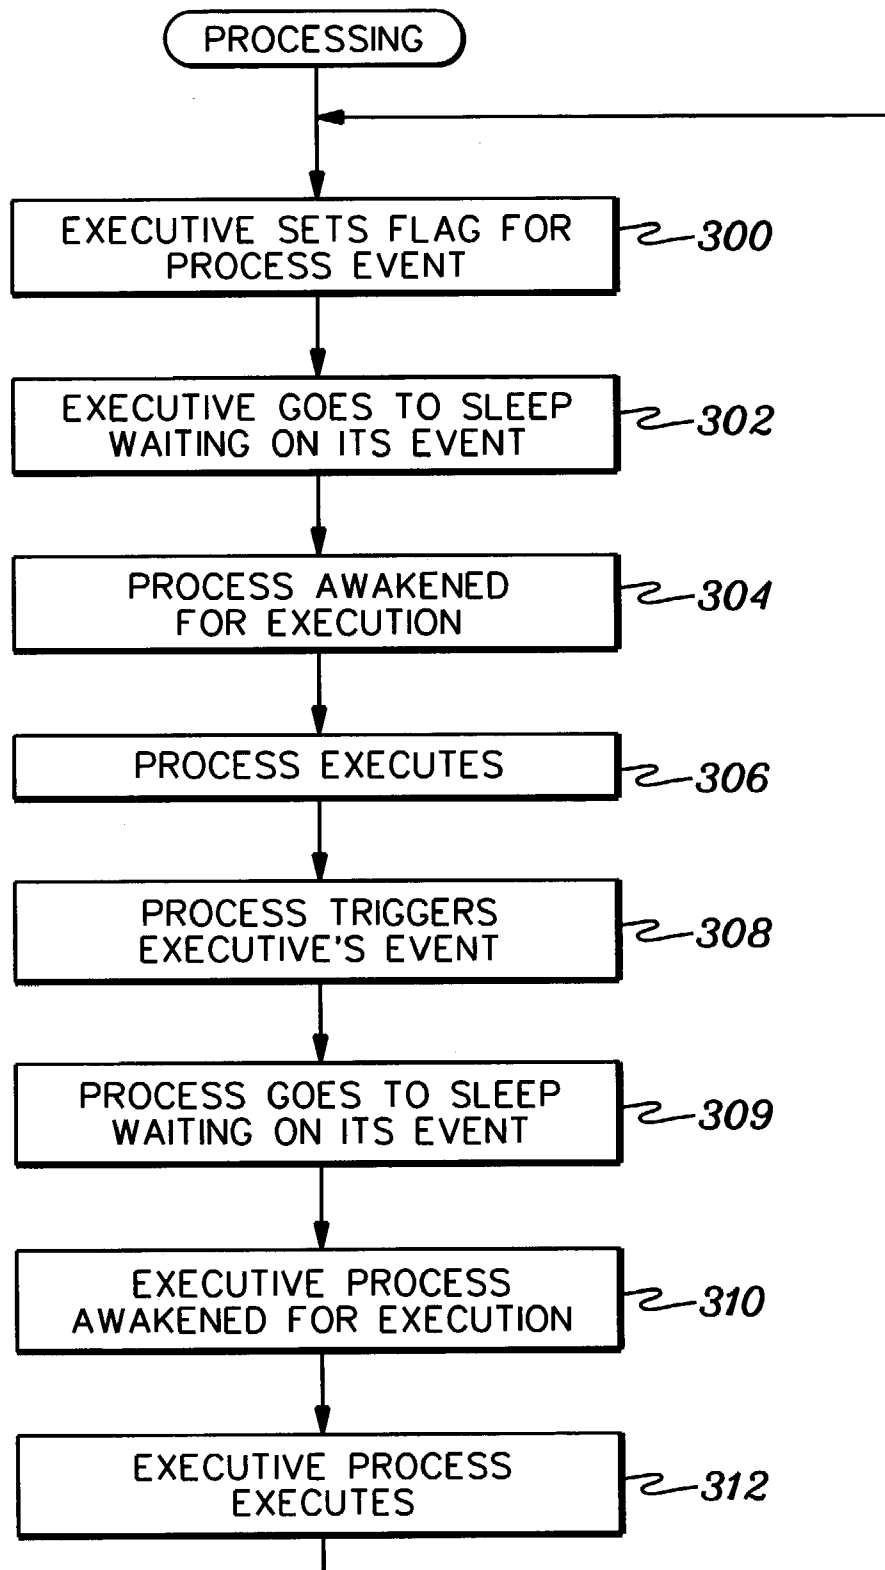 PROCESSING
EXECUTIVE SETS FLAG FOR
PROCESS EVENT
300
EXECUTIVE GOES TO SLEEP
WAITING ON ITS EVENT
302
PROCESS AWAKENED
FOR EXECUTION
304
PROCESS EXECUTES
306
PROCESS TRIGGERS
EXECUTIVE'S EVENT
308
PROCESS GOES TO SLEEP
WAITING ON ITS EVENT
309
EXECUTIVE PROCESS
AWAKENED FOR EXECUTION
310
EXECUTIVE PROCESS
EXECUTES
312